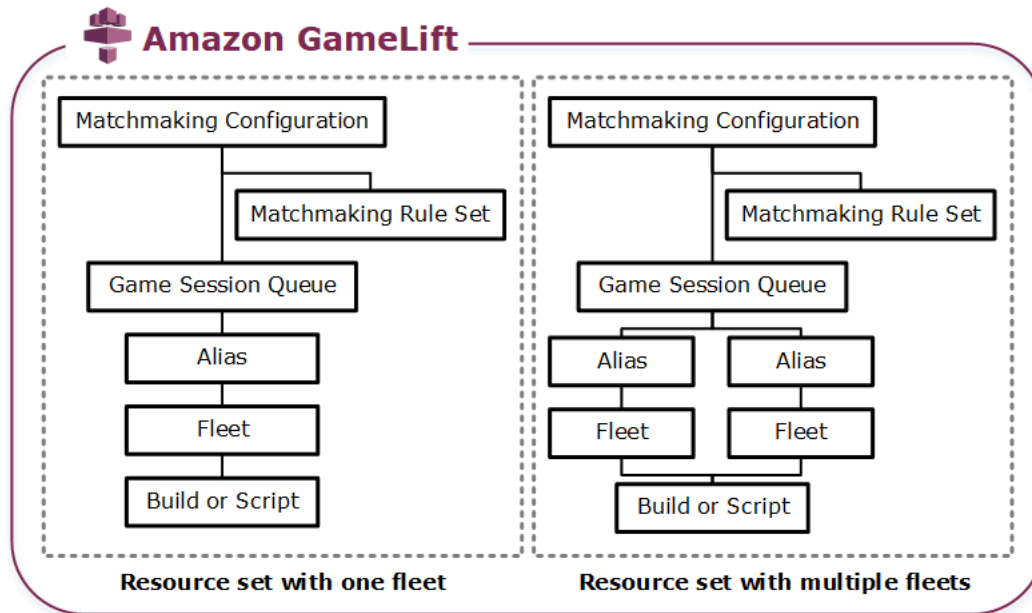 Amazon GameLift
Matchmaking Configuration
Matchmaking Rule Set
Game Session Queue
Alias
Fleet
Build or Script
Resource set with one fleet
Matchmaking Configuration
Matchmaking Rule Set
Game Session Queue
Alias
Alias
Fleet
Fleet
Build or Script
Resource set with multiple fleets